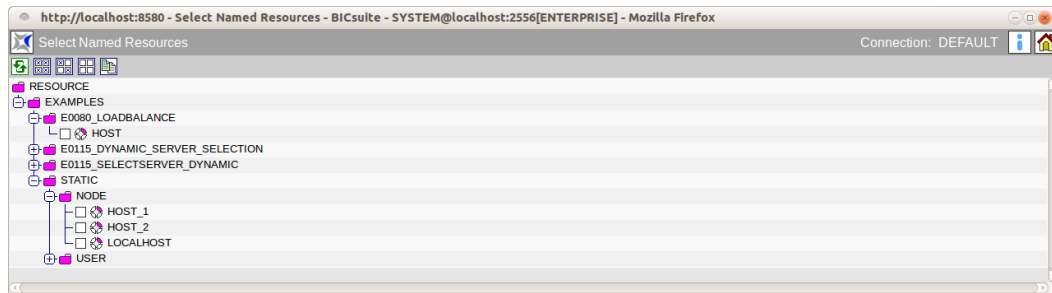 http://localhost:8580 - Select Named Resources - BICsuite - SYSTEM@localhost:2556[ENTERPRISE] - Mozilla Firefox
Select Named Resources Connection: DEFAULT
RESOURCE
EXAMPLES
E0080_LOADBALANCE
HOST
E0115_DYNAMIC_SERVER_SELECTION
E0115_SELECTSERVER_DYNAMIC
STATIC
NODE
HOST_1
HOST_2
LOCALHOST
USER